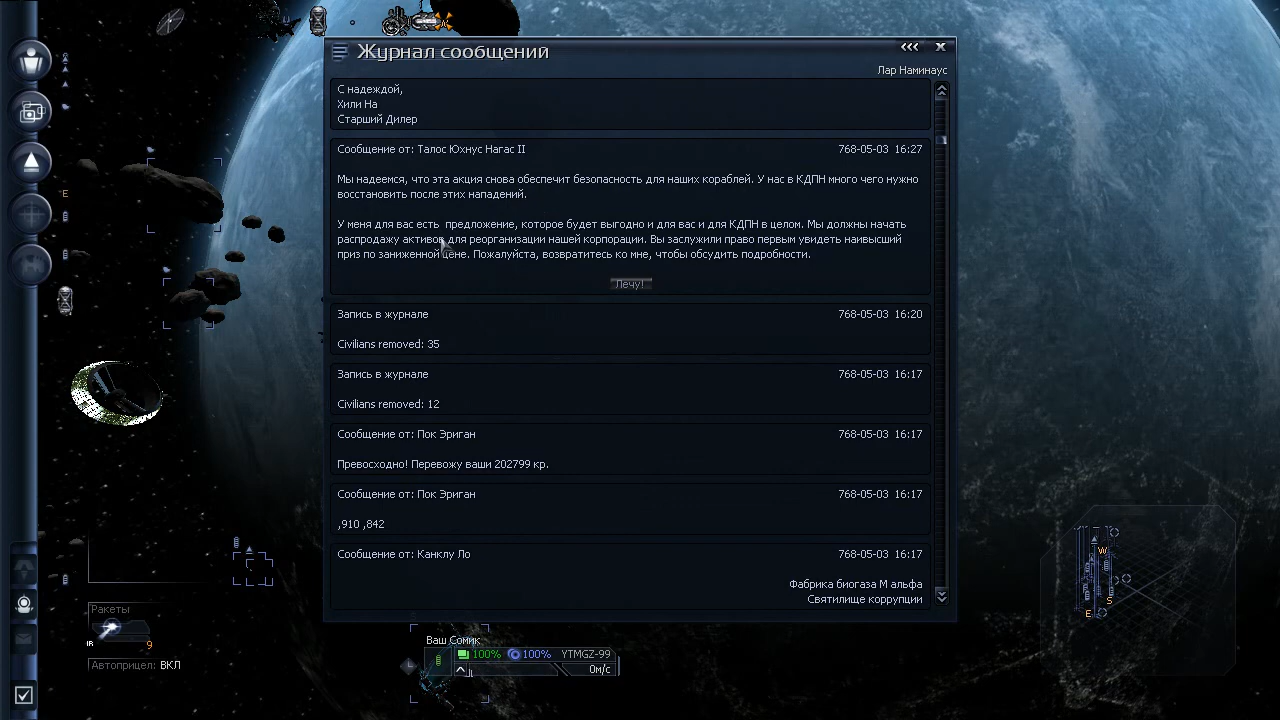 Журнал сообщений
Лар Наминаус
С надеждой,
Хили На
Старший Дилер
Сообщение от: Талос Юхнус Нагас II 768-05-03 16:27
Мы надеемся, что эта акция снова обеспечит безопасность для наших кораблей. У нас в КДПН много чего нужно
восстановить после этих нападений.
У меня для вас есть предложение, которое будет выгодно и для вас и для КДПН в целом. Мы должны начать
распродажу активов для реорганизации нашей корпорации. Вы заслужили право первым увидеть наивысший
приз по заниженной цене. Пожалуйста, возвратитесь ко мне, чтобы обсудить подробности.
Лечу!
Запись в журнале 768-05-03 16:20
Civilians removed: 35
Запись в журнале 768-05-03 16:17
Civilians removed: 12
Сообщение от: Пок Эриган 768-05-03 16:17
Превосходно! Перевожу ваши 202799 кр.
Сообщение от: Пок Эриган 768-05-03 16:17
,910 ,842
Сообщение от: Канклу Ло 768-05-03 16:17
Фабрика биогаза М альфа
Святилище коррупции
E
Ракеты
IR 9
Автоприцел: ВКЛ
Ваш Сомик
100% 100% YTMGZ-99
0м/с
W
S
E